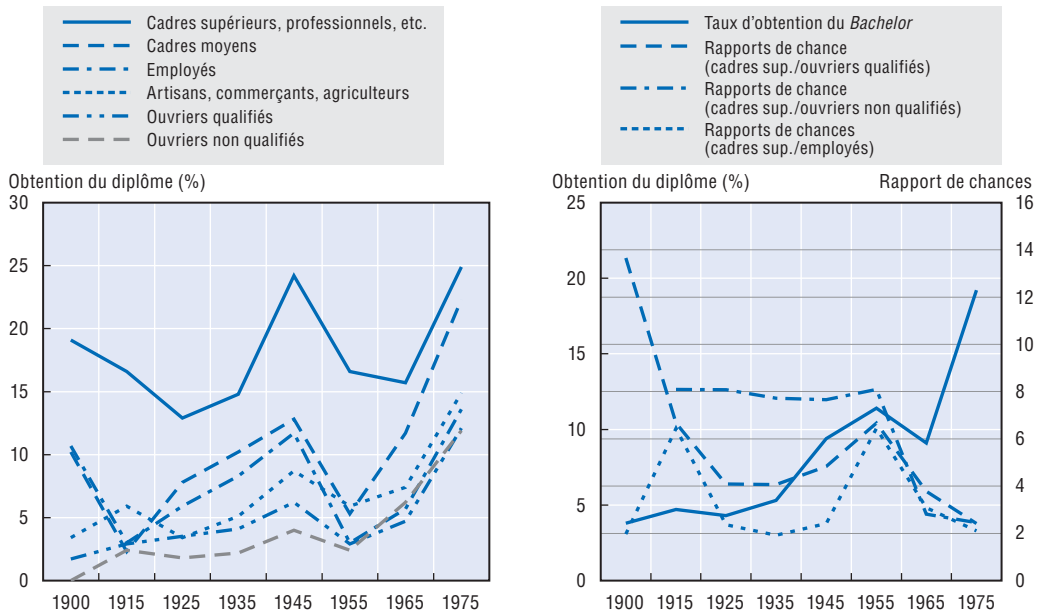 Cadres supérieurs, professionnels, etc.
Cadres moyens
Employés
Artisans, commerçants, agriculteurs
Ouvriers qualifiés
Ouvriers non qualifiés
Obtention du diplôme (%)
30
25
20
15
10
5
0
1900 1915 1925 1935 1945 1955 1965 1975
Taux d'obtention du Bachelor
Rapports de chance
(cadres sup./ouvriers qualifiés)
Rapports de chance
(cadres sup./ouvriers non qualifiés)
Rapports de chances
(cadres sup./employés)
Obtention du diplôme (%) Rapport de chances
25
20
15
10
5
0
16
14
12
10
8
6
4
2
0
1900 1915 1925 1935 1945 1955 1965 1975